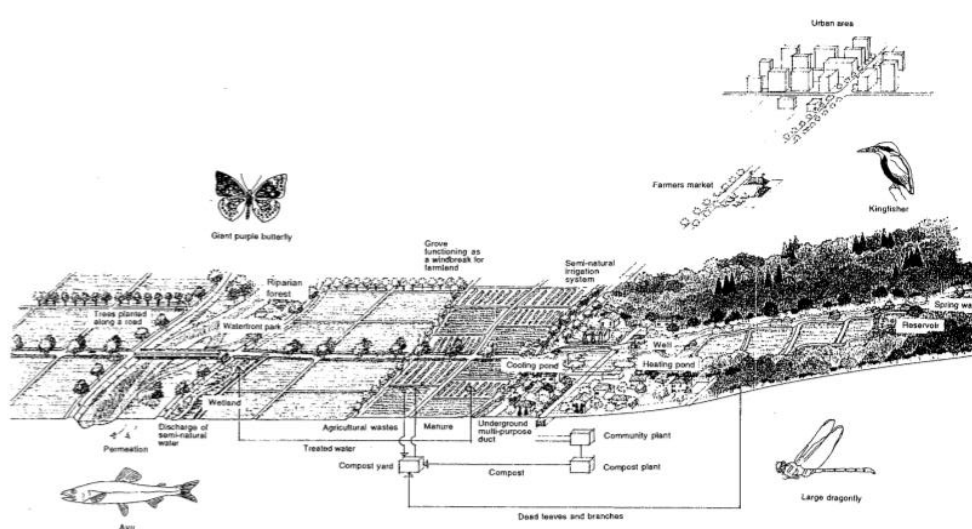 Urban area
Farmers market
Kingfisher
Giant purple butterfly
Grove
functioning as
a windbreak for
farmland
Semi-natural
irrigation
system
Riparian
forest
Trees planted
along a road
Waterfront park
Spring wa
Reservoir
Well
Cooling pond
Heating pond
Wetland
Discharge of
semi-natural
water
Permeation
Agricultural wastes
Manure
Underground
multi-purpose
duct
Treated water
Community plant
Compost yard
Compost
Compost plant
Large dragonfly
Dead leaves and branches
Ayu